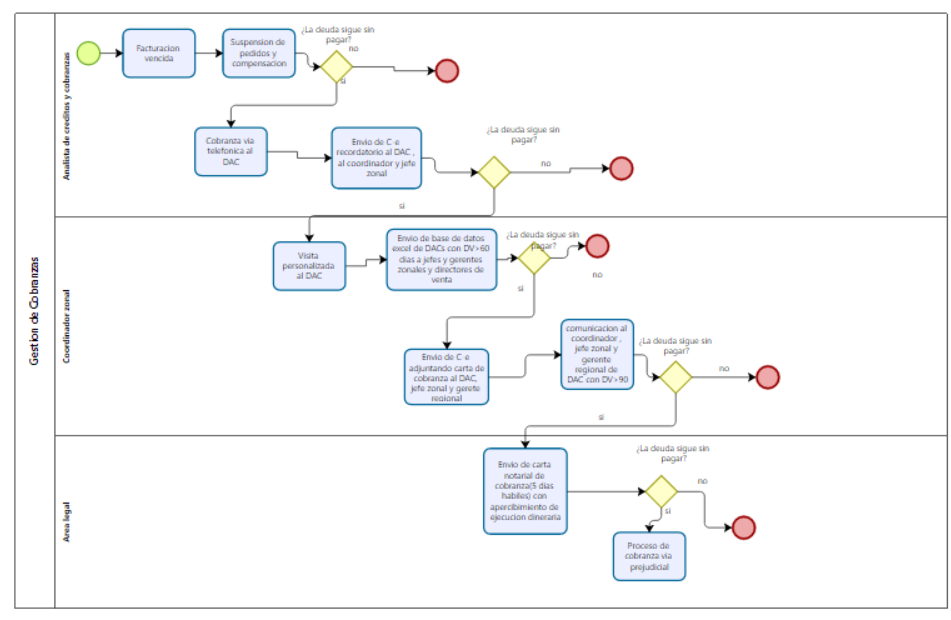 Gestion de Cobranzas
Analista de creditos y cobranzas
Facturacion
vencida
Suspension de
pedidos y
compensacion
¿La deuda sigue sin
pagar?
no
si
Cobranza via
telefonica al
DAC
Envio de C-e
recordatorio al DAC ,
al coordinador y jefe
zonal
¿La deuda sigue sin
pagar?
no
si
Coordinador zonal
Visita
personalizada
al DAC
Envio de base de datos
excel de DACs con DV>60
dias a jefes y gerentes
zonales y directores de
venta
¿La deuda sigue sin
pagar?
no
si
Envio de C-e
adjuntando carta de
cobranza al DAC,
jefe zonal y gerete
regional
comunicacion al
coordinador ,
jefe zonal y
gerente
regional de
DAC con DV>90
¿La deuda sigue sin
pagar?
no
si
Area legal
Envio de carta
notarial de
cobranza(5 dias
habiles) con
apercibimiento de
ejecucion dineraria
¿La deuda sigue sin
pagar?
no
si
Proceso de
cobranza via
prejudicial